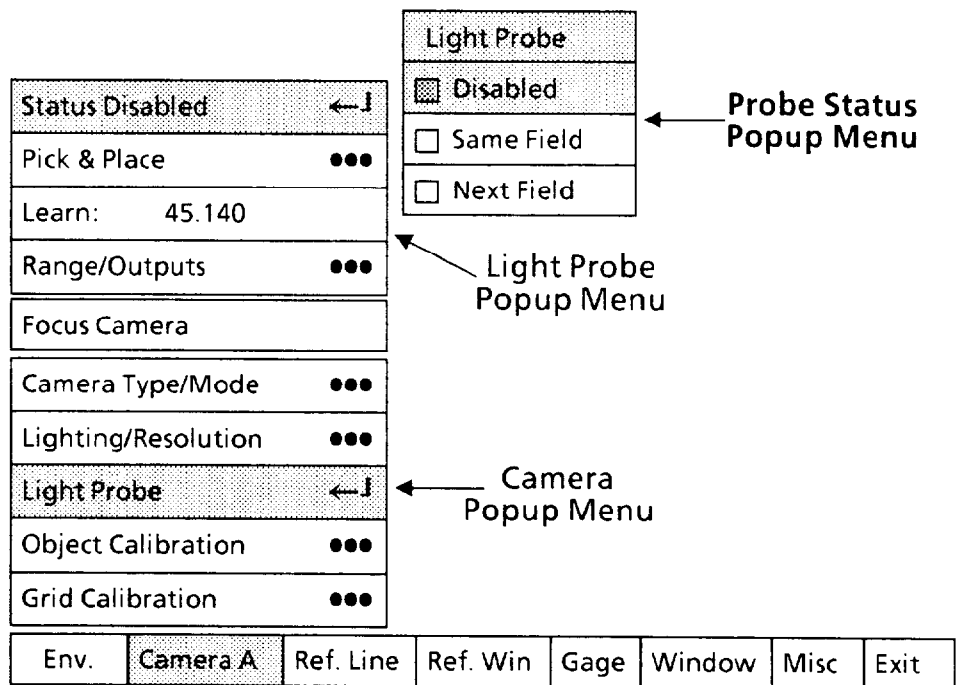 Light Probe
Disabled
Same Field
Next Field
Probe Status
Popup Menu
Status Disabled
Pick & Place •••
Learn: 45.140
Range/Outputs •••
Light Probe
Popup Menu
Focus Camera
Camera Type/Mode •••
Lighting/Resolution •••
Light Probe
Object Calibration •••
Grid Calibration •••
Camera
Popup Menu
Env. Camera A Ref. Line Ref. Win Gage Window Misc Exit